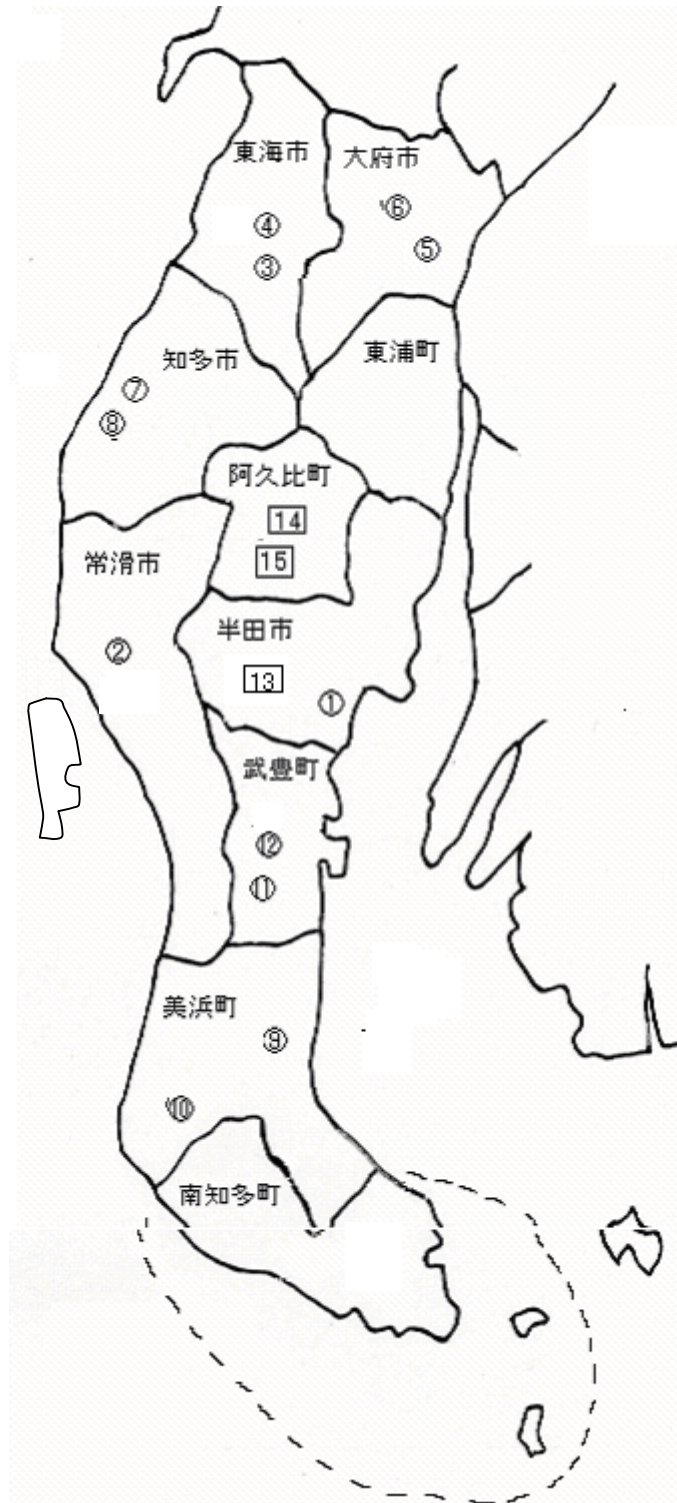 東海市
大府市
⑥
④
⑤
③
東浦町
知多市
⑦
⑧
阿久比町
14
15
常滑市
半田市
②
13
①
武豊町
⑫
⑪
美浜町
⑨
⑩
南知多町